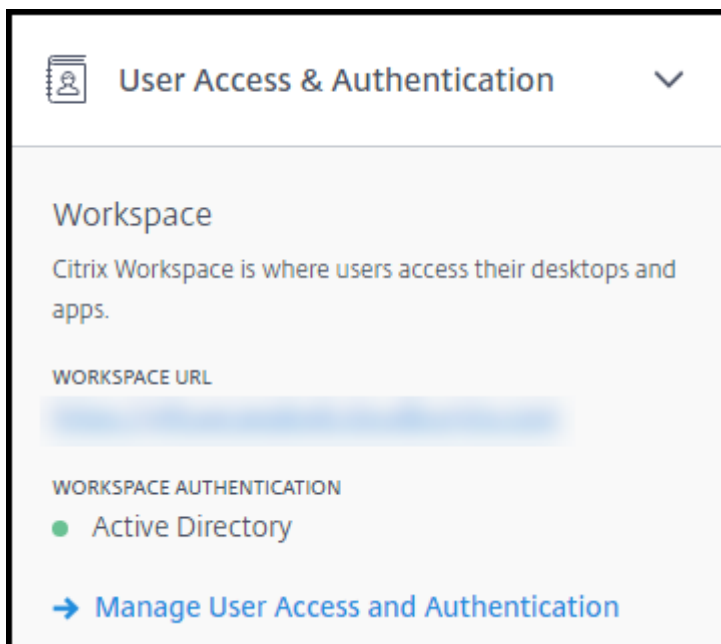 User Access & Authentication
Workspace
Citrix Workspace is where users access their desktops and
apps.
WORKSPACE URL
WORKSPACE AUTHENTICATION
Active Directory
Manage User Access and Authentication